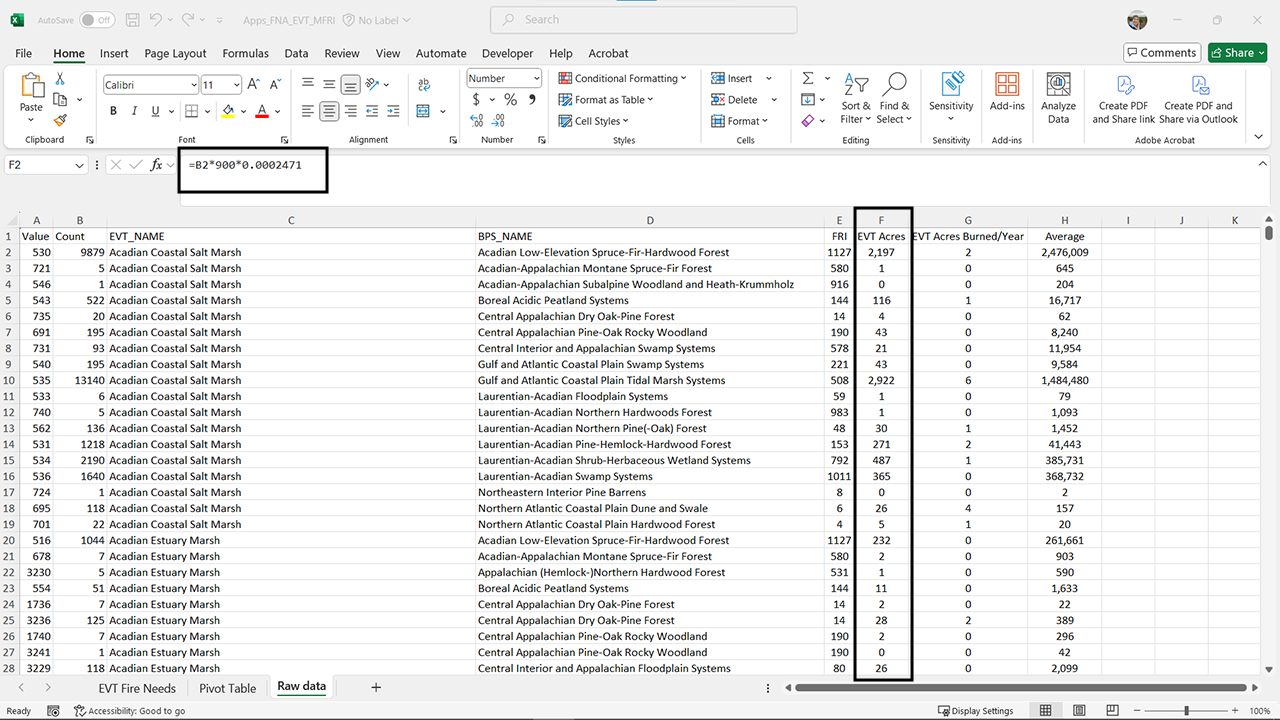 AutoSave Off Apps_FNA_EVT_MFRI No Label Search
File Home Insert Page Layout Formulas Data Review View Automate Developer Help Acrobat Comments Share
Paste Calibri 11 Number Conditional Formatting Insert Sort & Find & Sensitivity Add-ins Analyze Create PDF Create PDF and
B I U Format as Table Delete Filter Select Data and Share link Share via Outlook
Cell Styles Format
Clipboard Font Alignment Number Styles Cells Editing Sensitivity Add-ins Adobe Acrobat
F2 fx =B2*900*0.0002471
A B C D E F G H I J K
1 Value Count EVT_NAME BPS_NAME FRI EVT Acres EVT Acres Burned/Year Average
2 530 9879 Acadian Coastal Salt Marsh Acadian Low-Elevation Spruce-Fir-Hardwood Forest 1127 2,197 2 2,476,009
3 721 5 Acadian Coastal Salt Marsh Acadian-Appalachian Montane Spruce-Fir Forest 580 1 0 645
4 546 1 Acadian Coastal Salt Marsh Acadian-Appalachian Subalpine Woodland and Heath-Krummholz 916 0 0 204
5 543 522 Acadian Coastal Salt Marsh Boreal Acidic Peatland Systems 144 116 1 16,717
6 735 20 Acadian Coastal Salt Marsh Central Appalachian Dry Oak-Pine Forest 14 4 0 62
7 691 195 Acadian Coastal Salt Marsh Central Appalachian Pine-Oak Rocky Woodland 190 43 0 8,240
8 731 93 Acadian Coastal Salt Marsh Central Interior and Appalachian Swamp Systems 578 21 0 11,954
9 540 195 Acadian Coastal Salt Marsh Gulf and Atlantic Coastal Plain Swamp Systems 221 43 0 9,584
10 535 13140 Acadian Coastal Salt Marsh Gulf and Atlantic Coastal Plain Tidal Marsh Systems 508 2,922 6 1,484,480
11 533 6 Acadian Coastal Salt Marsh Laurentian-Acadian Floodplain Systems 59 1 0 79
12 740 5 Acadian Coastal Salt Marsh Laurentian-Acadian Northern Hardwoods Forest 983 1 0 1,093
13 562 136 Acadian Coastal Salt Marsh Laurentian-Acadian Northern Pine(-Oak) Forest 48 30 1 1,452
14 531 1218 Acadian Coastal Salt Marsh Laurentian-Acadian Pine-Hemlock-Hardwood Forest 153 271 2 41,443
15 534 2190 Acadian Coastal Salt Marsh Laurentian-Acadian Shrub-Herbaceous Wetland Systems 792 487 1 385,731
16 536 1640 Acadian Coastal Salt Marsh Laurentian-Acadian Swamp Systems 1011 365 0 368,732
17 724 1 Acadian Coastal Salt Marsh Northeastern Interior Pine Barrens 8 0 0 2
18 695 118 Acadian Coastal Salt Marsh Northern Atlantic Coastal Plain Dune and Swale 6 26 4 157
19 701 22 Acadian Coastal Salt Marsh Northern Atlantic Coastal Plain Hardwood Forest 4 5 1 20
20 516 1044 Acadian Estuary Marsh Acadian Low-Elevation Spruce-Fir-Hardwood Forest 1127 232 0 261,661
21 678 7 Acadian Estuary Marsh Acadian-Appalachian Montane Spruce-Fir Forest 580 2 0 903
22 3230 5 Acadian Estuary Marsh Appalachian (Hemlock-)Northern Hardwood Forest 531 1 0 590
23 554 51 Acadian Estuary Marsh Boreal Acidic Peatland Systems 144 11 0 1,633
24 1736 7 Acadian Estuary Marsh Central Appalachian Dry Oak-Pine Forest 14 2 0 22
25 3236 125 Acadian Estuary Marsh Central Appalachian Dry Oak-Pine Forest 14 28 2 389
26 1740 7 Acadian Estuary Marsh Central Appalachian Pine-Oak Rocky Woodland 190 2 0 296
27 3241 1 Acadian Estuary Marsh Central Appalachian Pine-Oak Rocky Woodland 190 0 0 42
28 3229 118 Acadian Estuary Marsh Central Interior and Appalachian Floodplain Systems 80 26 0 2,099
EVT Fire Needs Pivot Table Raw data
Ready Accessibility: Good to go Display Settings 100%